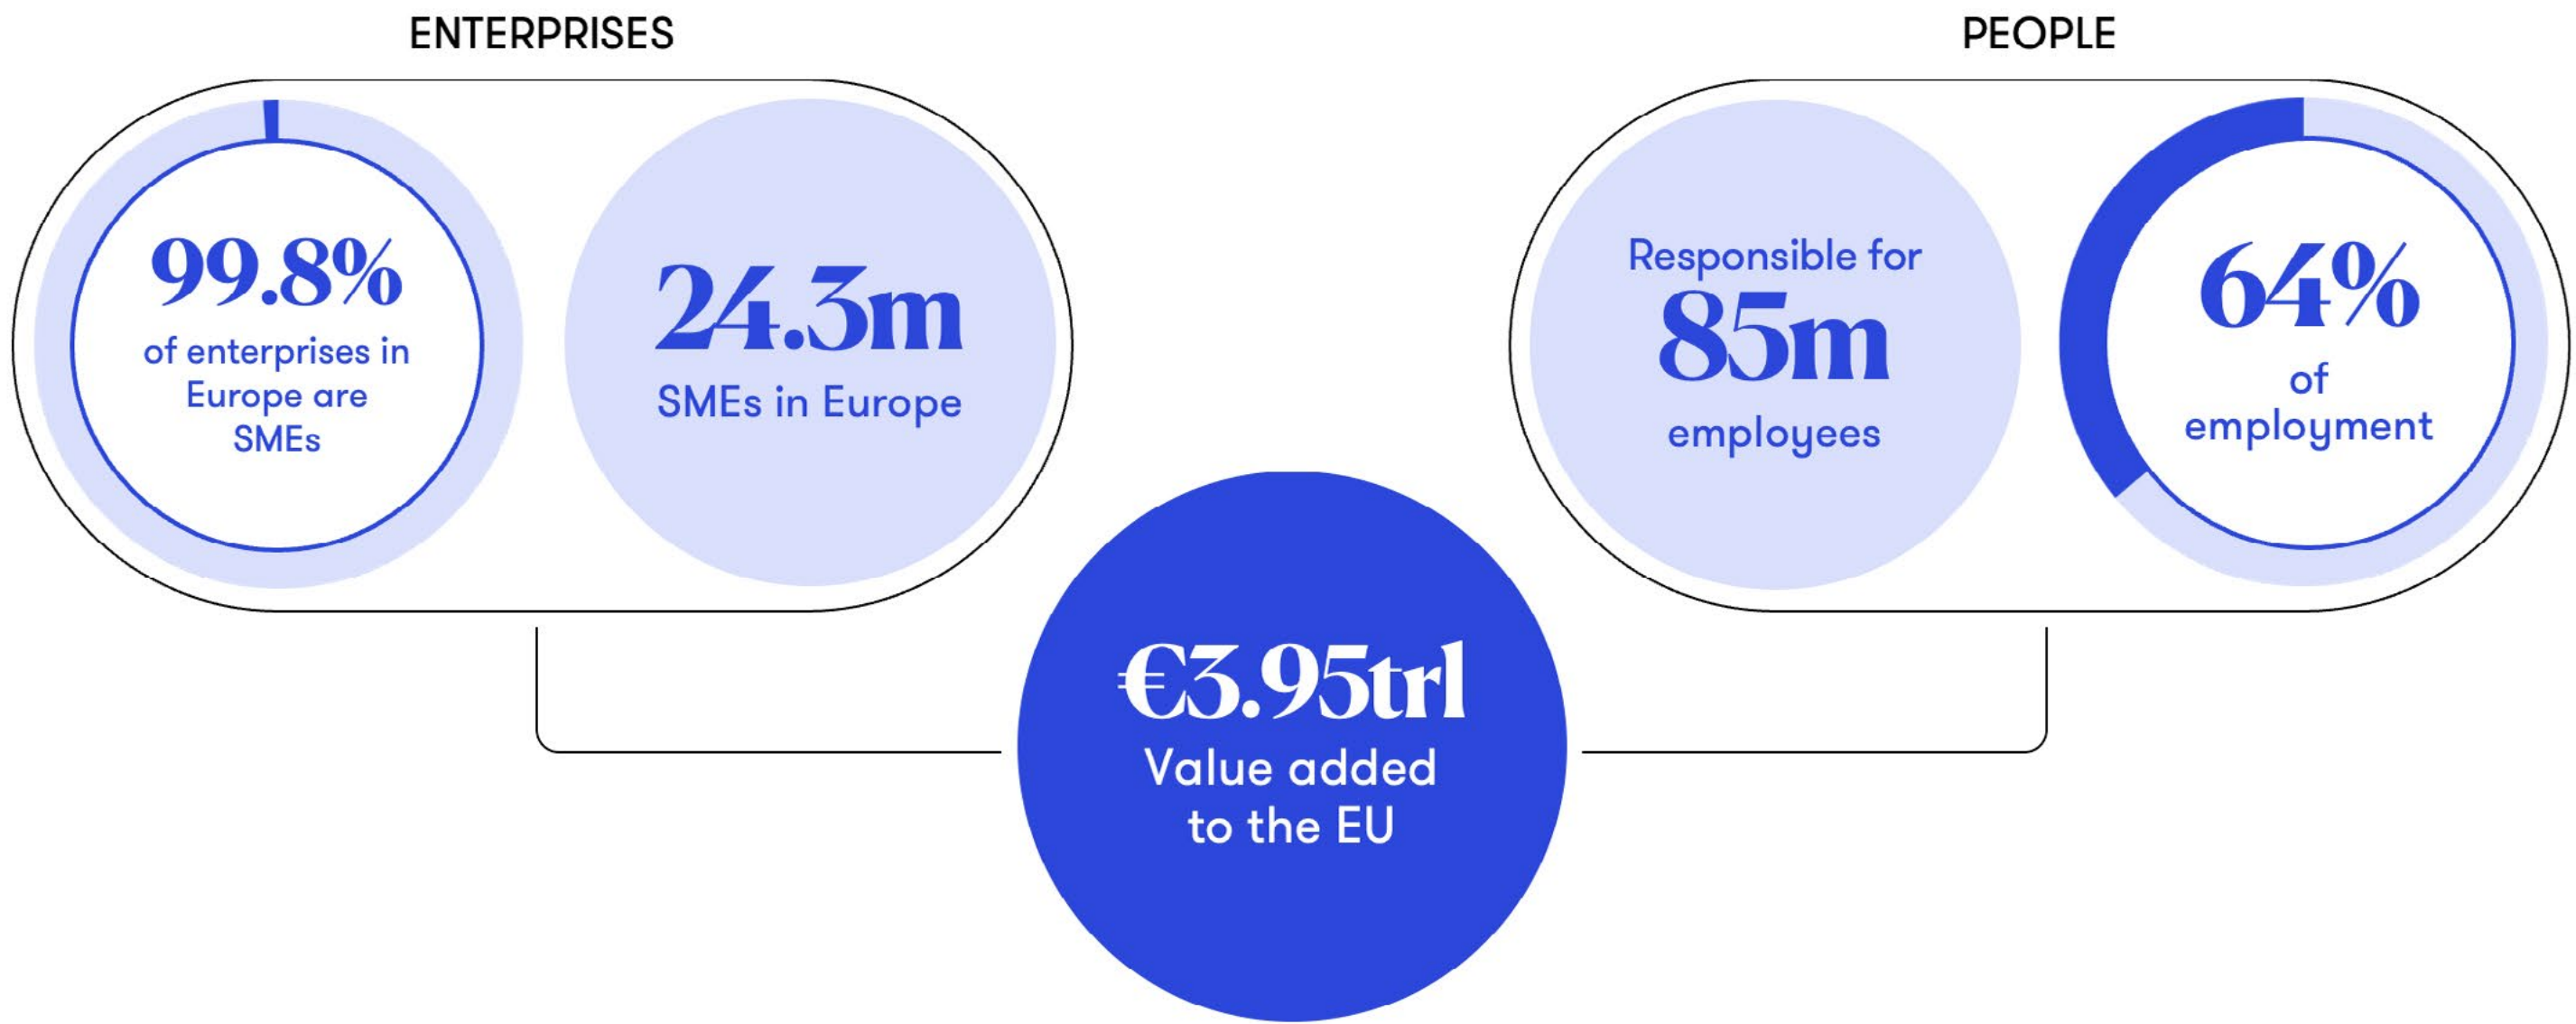 ENTERPRISES
99.8%
of enterprises in
Europe are
SMEs
24.3m
SMEs in Europe
PEOPLE
Responsible for
85m
employees
64%
of
employment
€3.95trl
Value added
to the EU